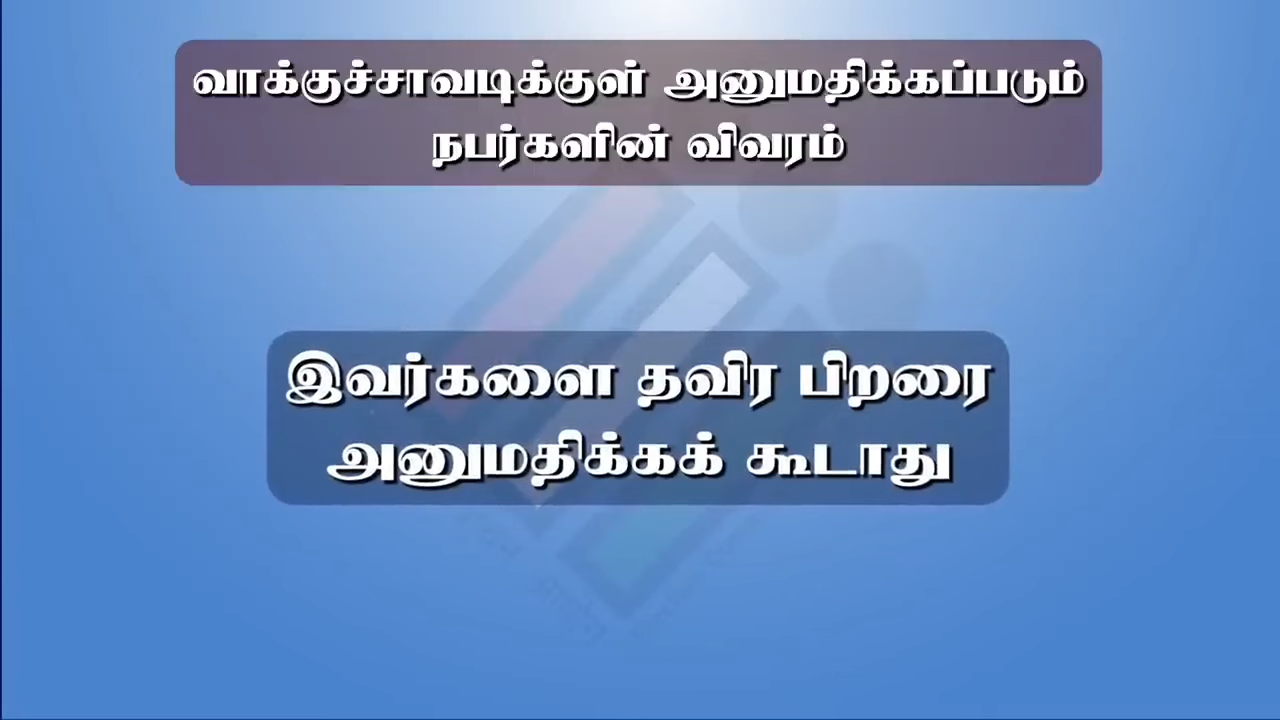 வாக்குச்சாவடிக்குள் அனுமதிக்கப்படும்
நபர்களின் விவரம்
இவர்களை தவிர பிறரை
அனுமதிக்கக் கூடாது